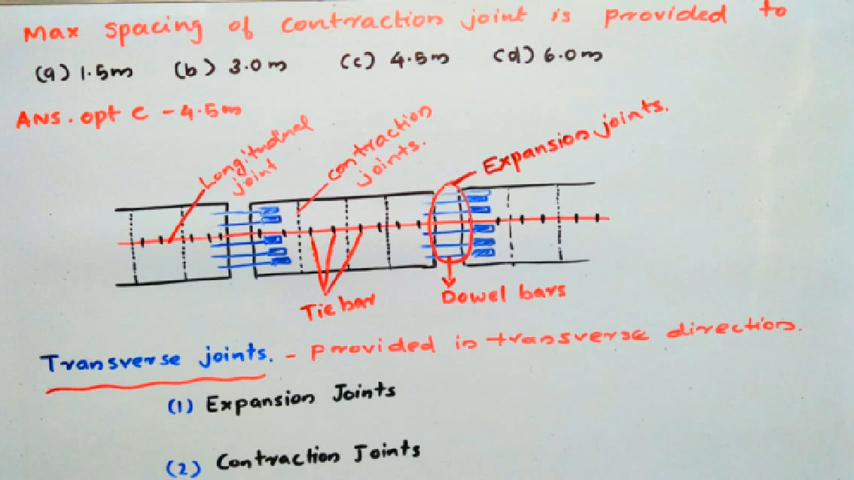 Max spacing of contraction joint is provided to
(a) 1.5m (b) 3.0m (c) 4.5m (d) 6.0m
ANS. opt C - 4.5m
Longitudinal joint
contraction joints.
Expansion joints.
Tie bar
Dowel bars
Transverse joints. - provided in transverse direction.
(1) Expansion Joints
(2) Contraction Joints